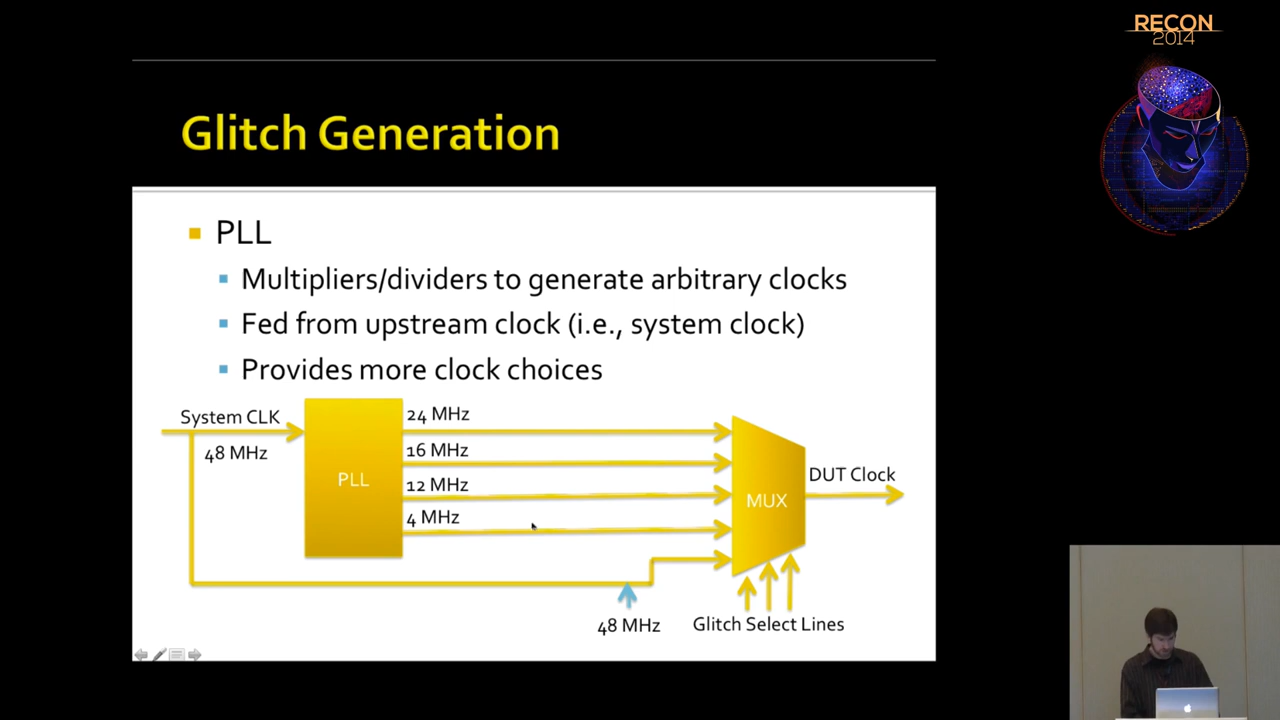 RECON
2014
Glitch Generation
PLL
Multipliers/dividers to generate arbitrary clocks
Fed from upstream clock (i.e., system clock)
Provides more clock choices
System CLK
48 MHz
PLL
24 MHz
16 MHz
12 MHz
4 MHz
MUX
DUT Clock
48 MHz
Glitch Select Lines